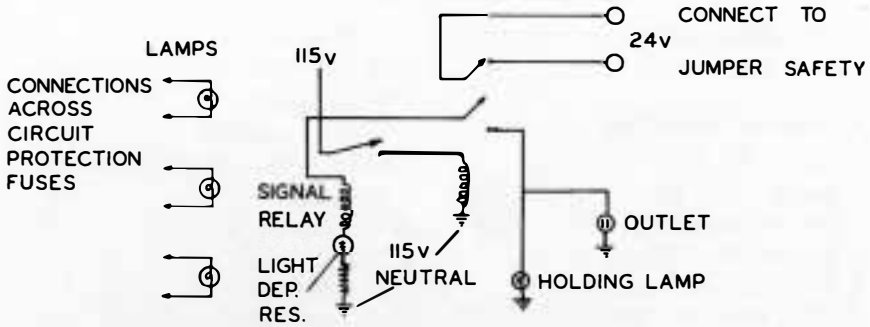 CONNECT TO
24v
JUMPER SAFETY
LAMPS
115v
CONNECTIONS
ACROSS
CIRCUIT
PROTECTION
FUSES
SIGNAL
RELAY
LIGHT
DEP.
RES.
115v
NEUTRAL
OUTLET
HOLDING LAMP